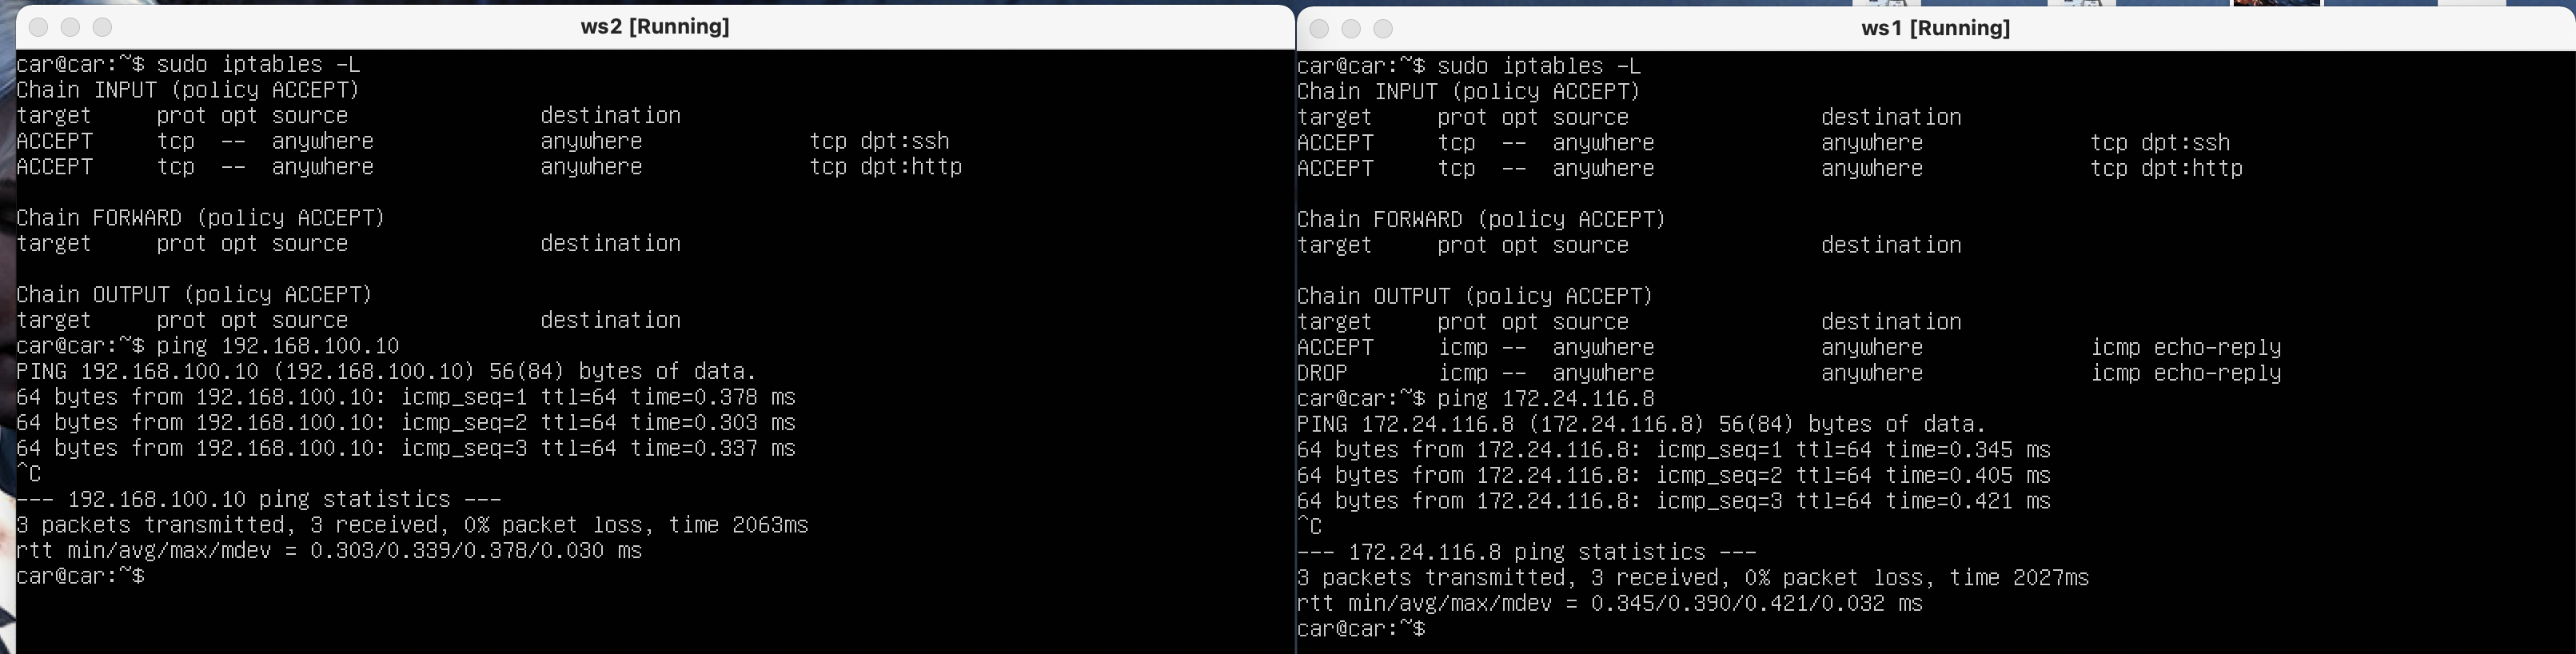 ws2 [Running]
car@car:~$ sudo iptables -L
Chain INPUT (policy ACCEPT)
target     prot opt source               destination
ACCEPT     tcp  --  anywhere             anywhere             tcp dpt:ssh
ACCEPT     tcp  --  anywhere             anywhere             tcp dpt:http
Chain FORWARD (policy ACCEPT)
target     prot opt source               destination
Chain OUTPUT (policy ACCEPT)
target     prot opt source               destination
car@car:~$ ping 192.168.100.10
PING 192.168.100.10 (192.168.100.10) 56(84) bytes of data.
64 bytes from 192.168.100.10: icmp_seq=1 ttl=64 time=0.378 ms
64 bytes from 192.168.100.10: icmp_seq=2 ttl=64 time=0.303 ms
64 bytes from 192.168.100.10: icmp_seq=3 ttl=64 time=0.337 ms
^C
--- 192.168.100.10 ping statistics ---
3 packets transmitted, 3 received, 0% packet loss, time 2063ms
rtt min/avg/max/mdev = 0.303/0.339/0.378/0.030 ms
car@car:~$
ws1 [Running]
car@car:~$ sudo iptables -L
Chain INPUT (policy ACCEPT)
target     prot opt source               destination
ACCEPT     tcp  --  anywhere             anywhere             tcp dpt:ssh
ACCEPT     tcp  --  anywhere             anywhere             tcp dpt:http
Chain FORWARD (policy ACCEPT)
target     prot opt source               destination
Chain OUTPUT (policy ACCEPT)
target     prot opt source               destination
ACCEPT     icmp --  anywhere             anywhere             icmp echo-reply
DROP       icmp --  anywhere             anywhere             icmp echo-reply
car@car:~$ ping 172.24.116.8
PING 172.24.116.8 (172.24.116.8) 56(84) bytes of data.
64 bytes from 172.24.116.8: icmp_seq=1 ttl=64 time=0.345 ms
64 bytes from 172.24.116.8: icmp_seq=2 ttl=64 time=0.405 ms
64 bytes from 172.24.116.8: icmp_seq=3 ttl=64 time=0.421 ms
^C
--- 172.24.116.8 ping statistics ---
3 packets transmitted, 3 received, 0% packet loss, time 2027ms
rtt min/avg/max/mdev = 0.345/0.390/0.421/0.032 ms
car@car:~$